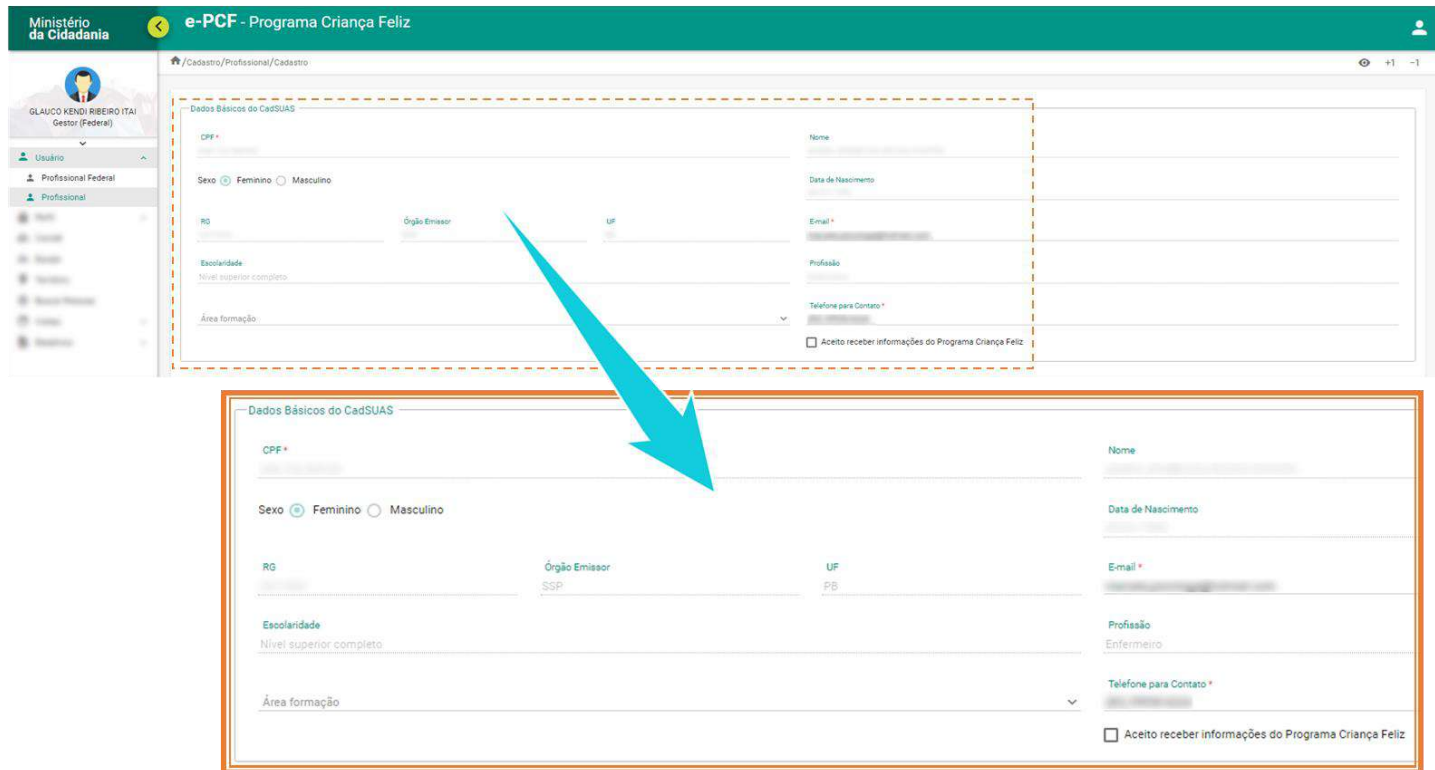 Ministério
da Cidadania
e-PCF - Programa Criança Feliz
/Cadastro/Profissional/Cadastro
+1 -1
GLAUCO KENDI RIBEIRO ITAI
Gestor (Federal)
Usuário
Profissional Federal
Profissional
Dados Básicos do CadSUAS
CPF *
Nome
Sexo Feminino Masculino
Data de Nascimento
RG Órgão Emissor UF
E-mail *
Escolaridade
Nível superior completo
Profissão
Área formação
Telefone para Contato *
Aceito receber informações do Programa Criança Feliz
Dados Básicos do CadSUAS
CPF *
Nome
Sexo Feminino Masculino
Data de Nascimento
RG Órgão Emissor UF
SSP PB
E-mail *
Escolaridade
Nível superior completo
Profissão
Enfermeiro
Área formação
Telefone para Contato *
Aceito receber informações do Programa Criança Feliz